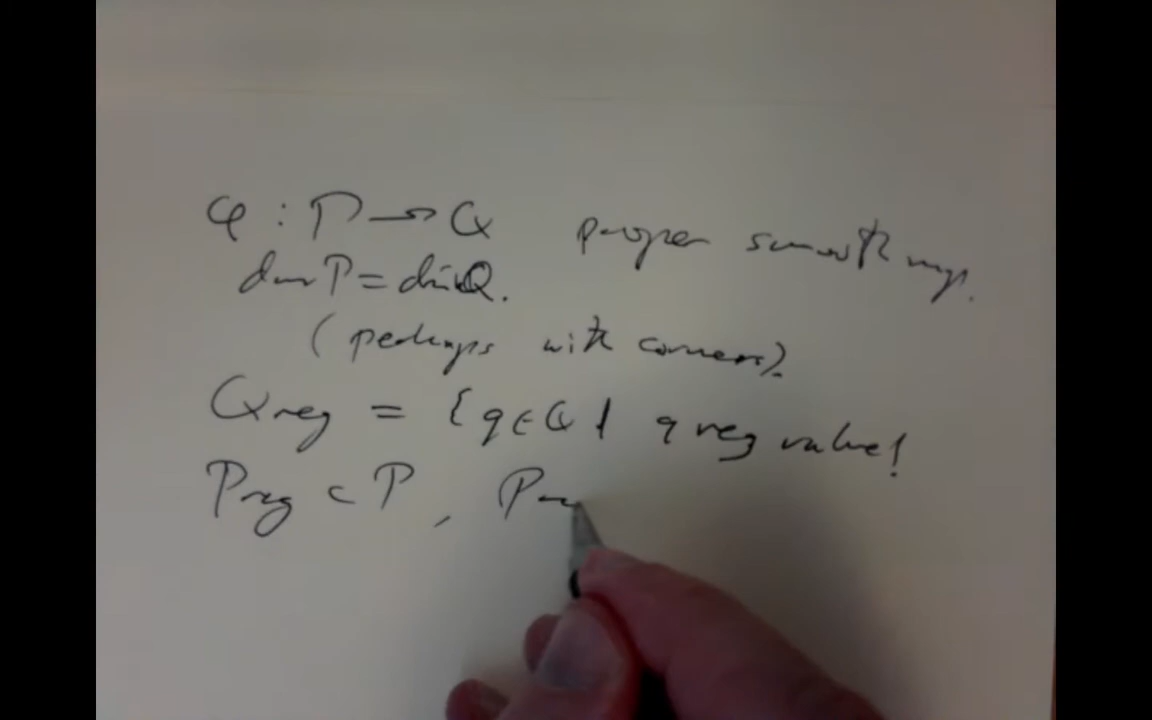 φ : P → Q proper smooth map.
dim P = dim Q.
(perhaps with corners).
Qreg = {q ∈ Q | q reg value}
Preg ⊂ P,